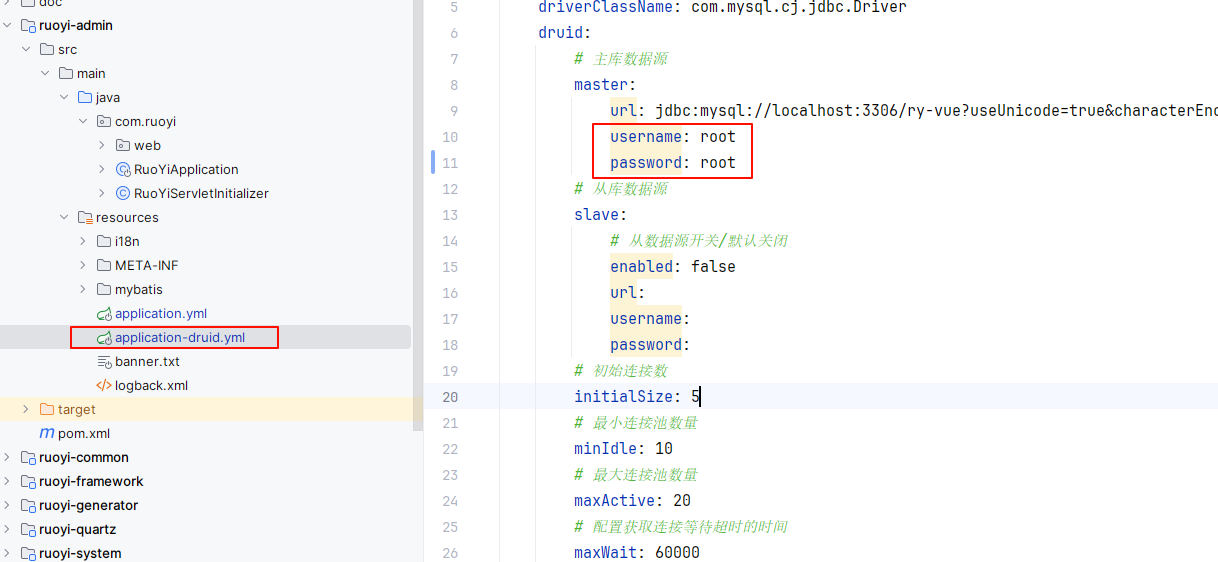 doc
ruoyi-admin
src
main
java
com.ruoyi
web
RuoYiApplication
RuoYiServletInitializer
resources
i18n
META-INF
mybatis
application.yml
application-druid.yml
banner.txt
logback.xml
target
pom.xml
ruoyi-common
ruoyi-framework
ruoyi-generator
ruoyi-quartz
ruoyi-system
5 driverClassName: com.mysql.cj.jdbc.Driver
6 druid:
7 # 主库数据源
8 master:
9 url: jdbc:mysql://localhost:3306/ry-vue?useUnicode=true&characterEnc
10 username: root
11 password: root
12 # 从库数据源
13 slave:
14 # 从数据源开关/默认关闭
15 enabled: false
16 url:
17 username:
18 password:
19 # 初始连接数
20 initialSize: 5
21 # 最小连接池数量
22 minIdle: 10
23 # 最大连接池数量
24 maxActive: 20
25 # 配置获取连接等待超时的时间
26 maxWait: 60000